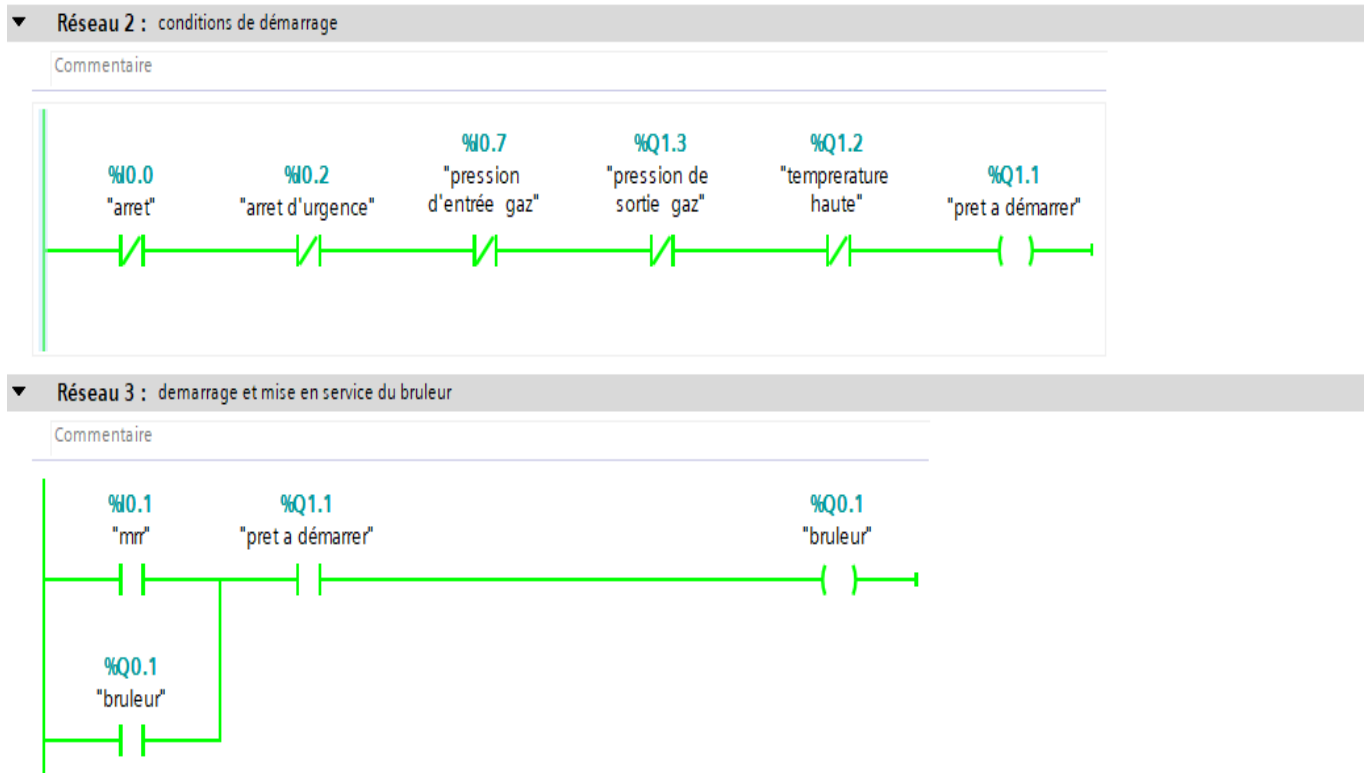 Réseau 2 : conditions de démarrage
Commentaire
%I0.0
"arret"
%I0.2
"arret d'urgence"
%I0.7
"pression
d'entrée gaz"
%Q1.3
"pression de
sortie gaz"
%Q1.2
"temprerature
haute"
%Q1.1
"pret a démarrer"
Réseau 3 : demarrage et mise en service du bruleur
Commentaire
%I0.1
"mrr"
%Q1.1
"pret a démarrer"
%Q0.1
"bruleur"
%Q0.1
"bruleur"